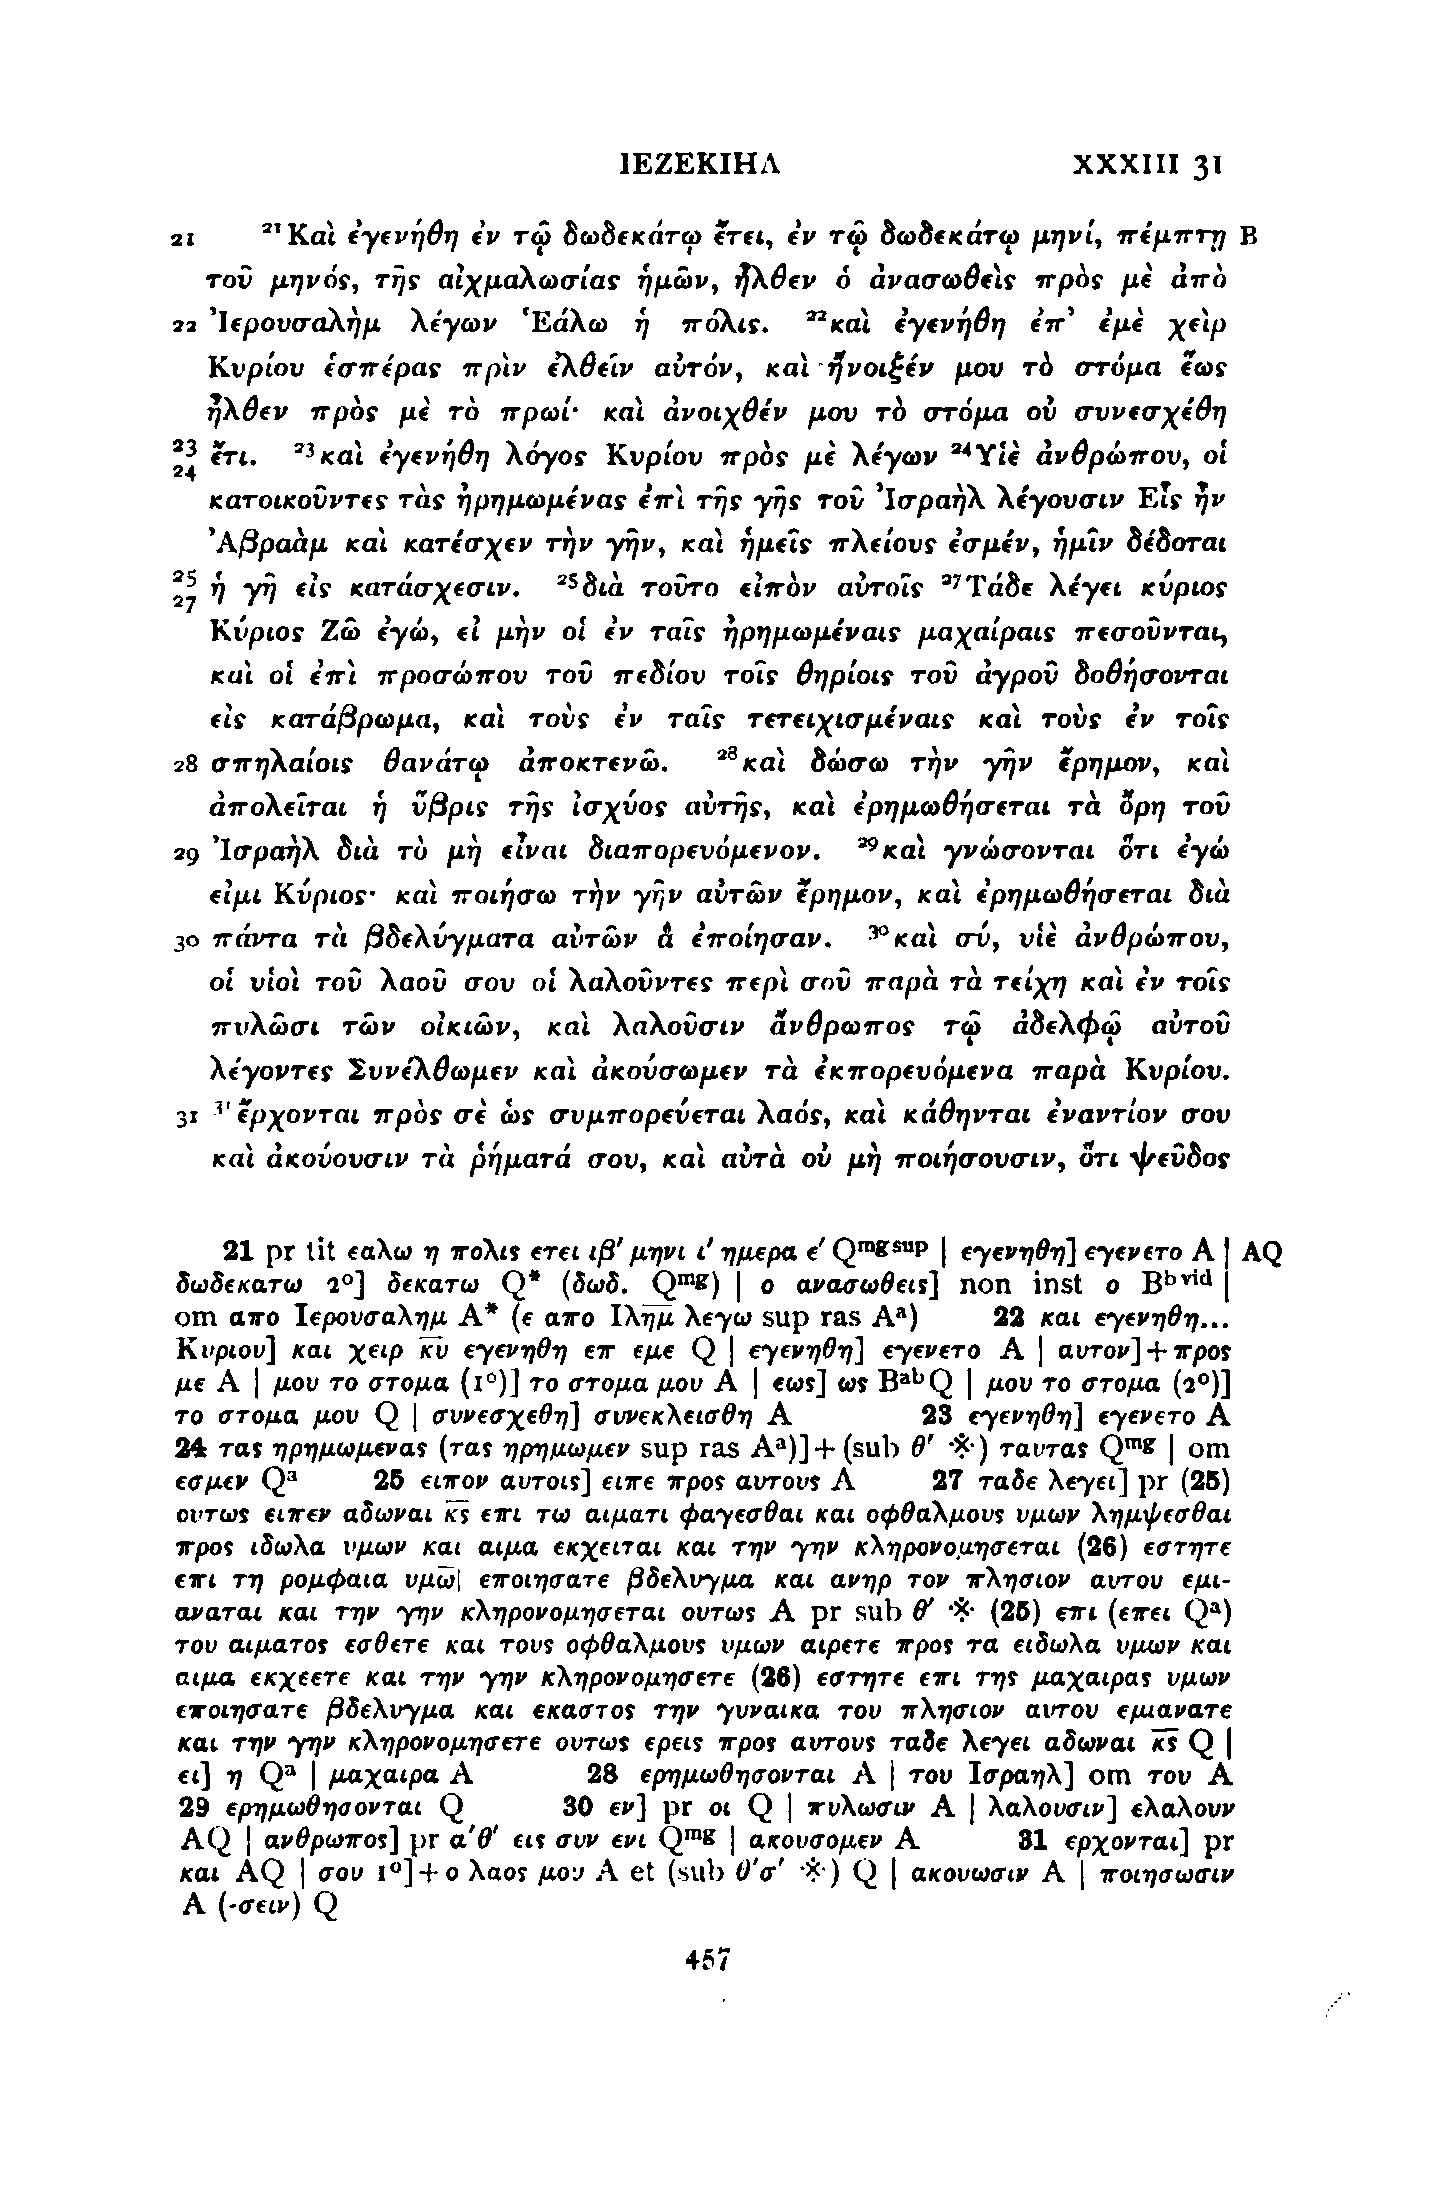 ΙΕΖΕΚΙΗΛ XXXIII 31
21 ²¹Καὶ ἐγενήθη ἐν τῷ δωδεκάτῳ ἔτει, ἐν τῷ δωδεκάτῳ μηνί, πέμπτῃ B
τοῦ μηνός, τῆς αἰχμαλωσίας ἡμῶν, ἦλθεν ὁ ἀνασωθεὶς πρὸς μὲ ἀπὸ
22 Ἰερουσαλὴμ λέγων Ἑάλω ἡ πόλις. ²²καὶ ἐγενήθη ἐπ’ ἐμὲ χεὶρ
Κυρίου ἑσπέρας πρὶν ἐλθεῖν αὐτόν, καὶ ἤνοιξέν μου τὸ στόμα ἕως
ἦλθεν πρὸς μὲ τὸ πρωί· καὶ ἀνοιχθέν μου τὸ στόμα οὐ συνεσχέθη
23 24 ἔτι. ²³καὶ ἐγενήθη λόγος Κυρίου πρὸς μὲ λέγων ²⁴Υἱὲ ἀνθρώπου, οἱ
κατοικοῦντες τὰς ἠρημωμένας ἐπὶ τῆς γῆς τοῦ Ἰσραὴλ λέγουσιν Εἷς ἦν
Ἀβραὰμ καὶ κατέσχεν τὴν γῆν, καὶ ἡμεῖς πλείους ἐσμέν, ἡμῖν δέδοται
25 27 ἡ γῆ εἰς κατάσχεσιν. ²⁵διὰ τοῦτο εἰπὸν αὐτοῖς ²⁷Τάδε λέγει κύριος
Κύριος Ζῶ ἐγώ, εἰ μὴν οἱ ἐν ταῖς ἠρημωμέναις μαχαίραις πεσοῦνται,
καὶ οἱ ἐπὶ προσώπου τοῦ πεδίου τοῖς θηρίοις τοῦ ἀγροῦ δοθήσονται
εἰς κατάβρωμα, καὶ τοὺς ἐν ταῖς τετειχισμέναις καὶ τοὺς ἐν τοῖς
28 σπηλαίοις θανάτῳ ἀποκτενῶ. ²⁸καὶ δώσω τὴν γῆν ἔρημον, καὶ
ἀπολεῖται ἡ ὕβρις τῆς ἰσχύος αὐτῆς, καὶ ἐρημωθήσεται τὰ ὄρη τοῦ
29 Ἰσραὴλ διὰ τὸ μὴ εἶναι διαπορευόμενον. ²⁹καὶ γνώσονται ὅτι ἐγώ
εἰμι Κύριος· καὶ ποιήσω τὴν γῆν αὐτῶν ἔρημον, καὶ ἐρημωθήσεται διὰ
30 πάντα τὰ βδελύγματα αὐτῶν ἃ ἐποίησαν. ³⁰καὶ σύ, υἱὲ ἀνθρώπου,
οἱ υἱοὶ τοῦ λαοῦ σου οἱ λαλοῦντες περὶ σοῦ παρὰ τὰ τείχη καὶ ἐν τοῖς
πυλῶσι τῶν οἰκιῶν, καὶ λαλοῦσιν ἄνθρωπος τῷ ἀδελφῷ αὐτοῦ
λέγοντες Συνέλθωμεν καὶ ἀκούσωμεν τὰ ἐκπορευόμενα παρὰ Κυρίου.
31 ³¹ἔρχονται πρὸς σὲ ὡς συμπορεύεται λαός, καὶ κάθηνται ἐναντίον σου
καὶ ἀκούουσιν τὰ ῥήματά σου, καὶ αὐτὰ οὐ μὴ ποιήσουσιν, ὅτι ψεῦδος
21 pr tit εαλω η πολις ετει ιβ′ μηνι ι′ ημερα ε′ Qᵐᵍ ˢᵘᵖ | εγενηθη] εγενετο A | AQ
δωδεκατω 2°] δεκατω Q* (δωδ. Qᵐᵍ) | ο ανασωθεις] non inst ο Bᵇ ᵛⁱᵈ |
om απο Ιερουσαλημ A* (ε απο Ιλη̅μ̅ λεγω sup ras Aᵃ) 22 και εγενηθη...
Κυριου] και χειρ κ̅υ̅ εγενηθη επ εμε Q | εγενηθη] εγενετο A | αυτον]+προς
με A | μου το στομα (1°)] το στομα μου A | εως] ως BᵃᵇQ | μου το στομα (2°)]
το στομα μου Q | συνεσχεθη] συνεκλεισθη A 23 εγενηθη] εγενετο A
24 τας ηρημωμενας (τας ηρημωμεν sup ras Aᵃ)]+(sub θ′ ※) ταυτας Qᵐᵍ | om
εσμεν Qᵃ 25 ειπον αυτοις] ειπε προς αυτους A 27 ταδε λεγει] pr (25)
ουτως ειπεν αδωναι κ̅ς̅ επι τω αιματι φαγεσθαι και οφθαλμους υμων λημψεσθαι
προς ιδωλα υμων και αιμα εκχειται και την γην κληρονομησεται (26) εστητε
επι τη ρομφαια υμω̅| εποιησατε βδελυγμα και ανηρ τον πλησιον αυτου εμι-
αναται και την γην κληρονομησεται ουτως A pr sub θ′ ※ (25) επι (επει Qᵃ)
του αιματος εσθετε και τους οφθαλμους υμων αιρετε προς τα ειδωλα υμων και
αιμα εκχεετε και την γην κληρονομησετε (26) εστητε επι της μαχαιρας υμων
εποιησατε βδελυγμα και εκαστος την γυναικα του πλησιον αυτου εμιανατε
και την γην κληρονομησετε ουτως ερεις προς αυτους ταδε λεγει αδωναι κ̅ς̅ Q |
ει] η Qᵃ | μαχαιρα A 28 ερημωθησονται A | του Ισραηλ] om του A
29 ερημωθησονται Q 30 εν] pr οι Q | πυλωσιν A | λαλουσιν] ελαλουν
AQ | ανθρωπος] pr α′θ′ εις συν ενι Qᵐᵍ | ακουσομεν A 31 ερχονται] pr
και AQ | σου 1°]+ο λαος μου A et (sub θ′σ′ ※) Q | ακουωσιν A | ποιησωσιν
A (-σειν) Q
457